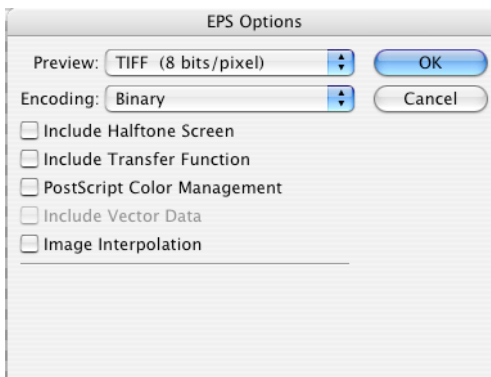 EPS Options
Preview: TIFF (8 bits/pixel) OK
Encoding: Binary Cancel
Include Halftone Screen
Include Transfer Function
PostScript Color Management
Include Vector Data
Image Interpolation